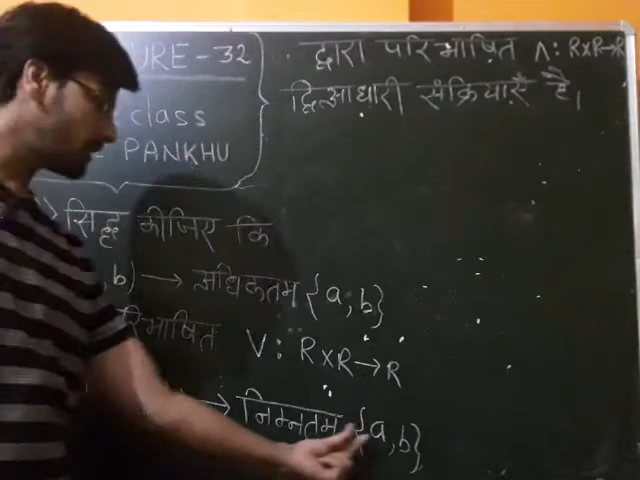 URE - 32
class
- PANKHU
द्वारा परिभाषित Λ : R×R→R
द्विआधारी संक्रियाएँ है।
सिद्ध कीजिए कि
, b) → अधिकतम {a, b}
रिभाषित V : R×R→R
→ निम्नतम {a, b}